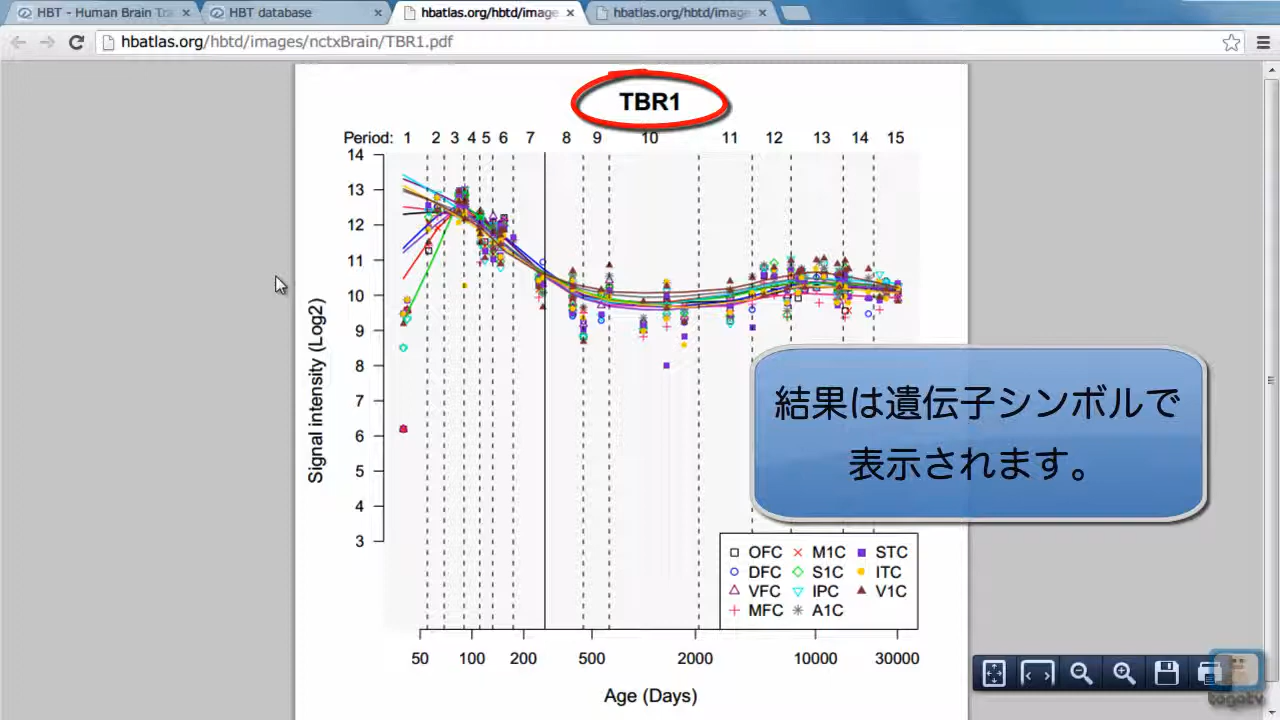 HBT - Human Brain Tra
HBT database
hbatlas.org/hbtd/image
hbatlas.org/hbtd/image
hbatlas.org/hbtd/images/nctxBrain/TBR1.pdf
TBR1
Period: 1 2 3 4 5 6 7 8 9 10 11 12 13 14 15
14
13
12
11
10
9
8
7
6
5
4
3
Signal intensity (Log2)
結果は遺伝子シンボルで
表示されます。
OFC M1C STC
DFC S1C ITC
VFC IPC V1C
MFC A1C
50 100 200 500 2000 10000 30000
Age (Days)
togotv